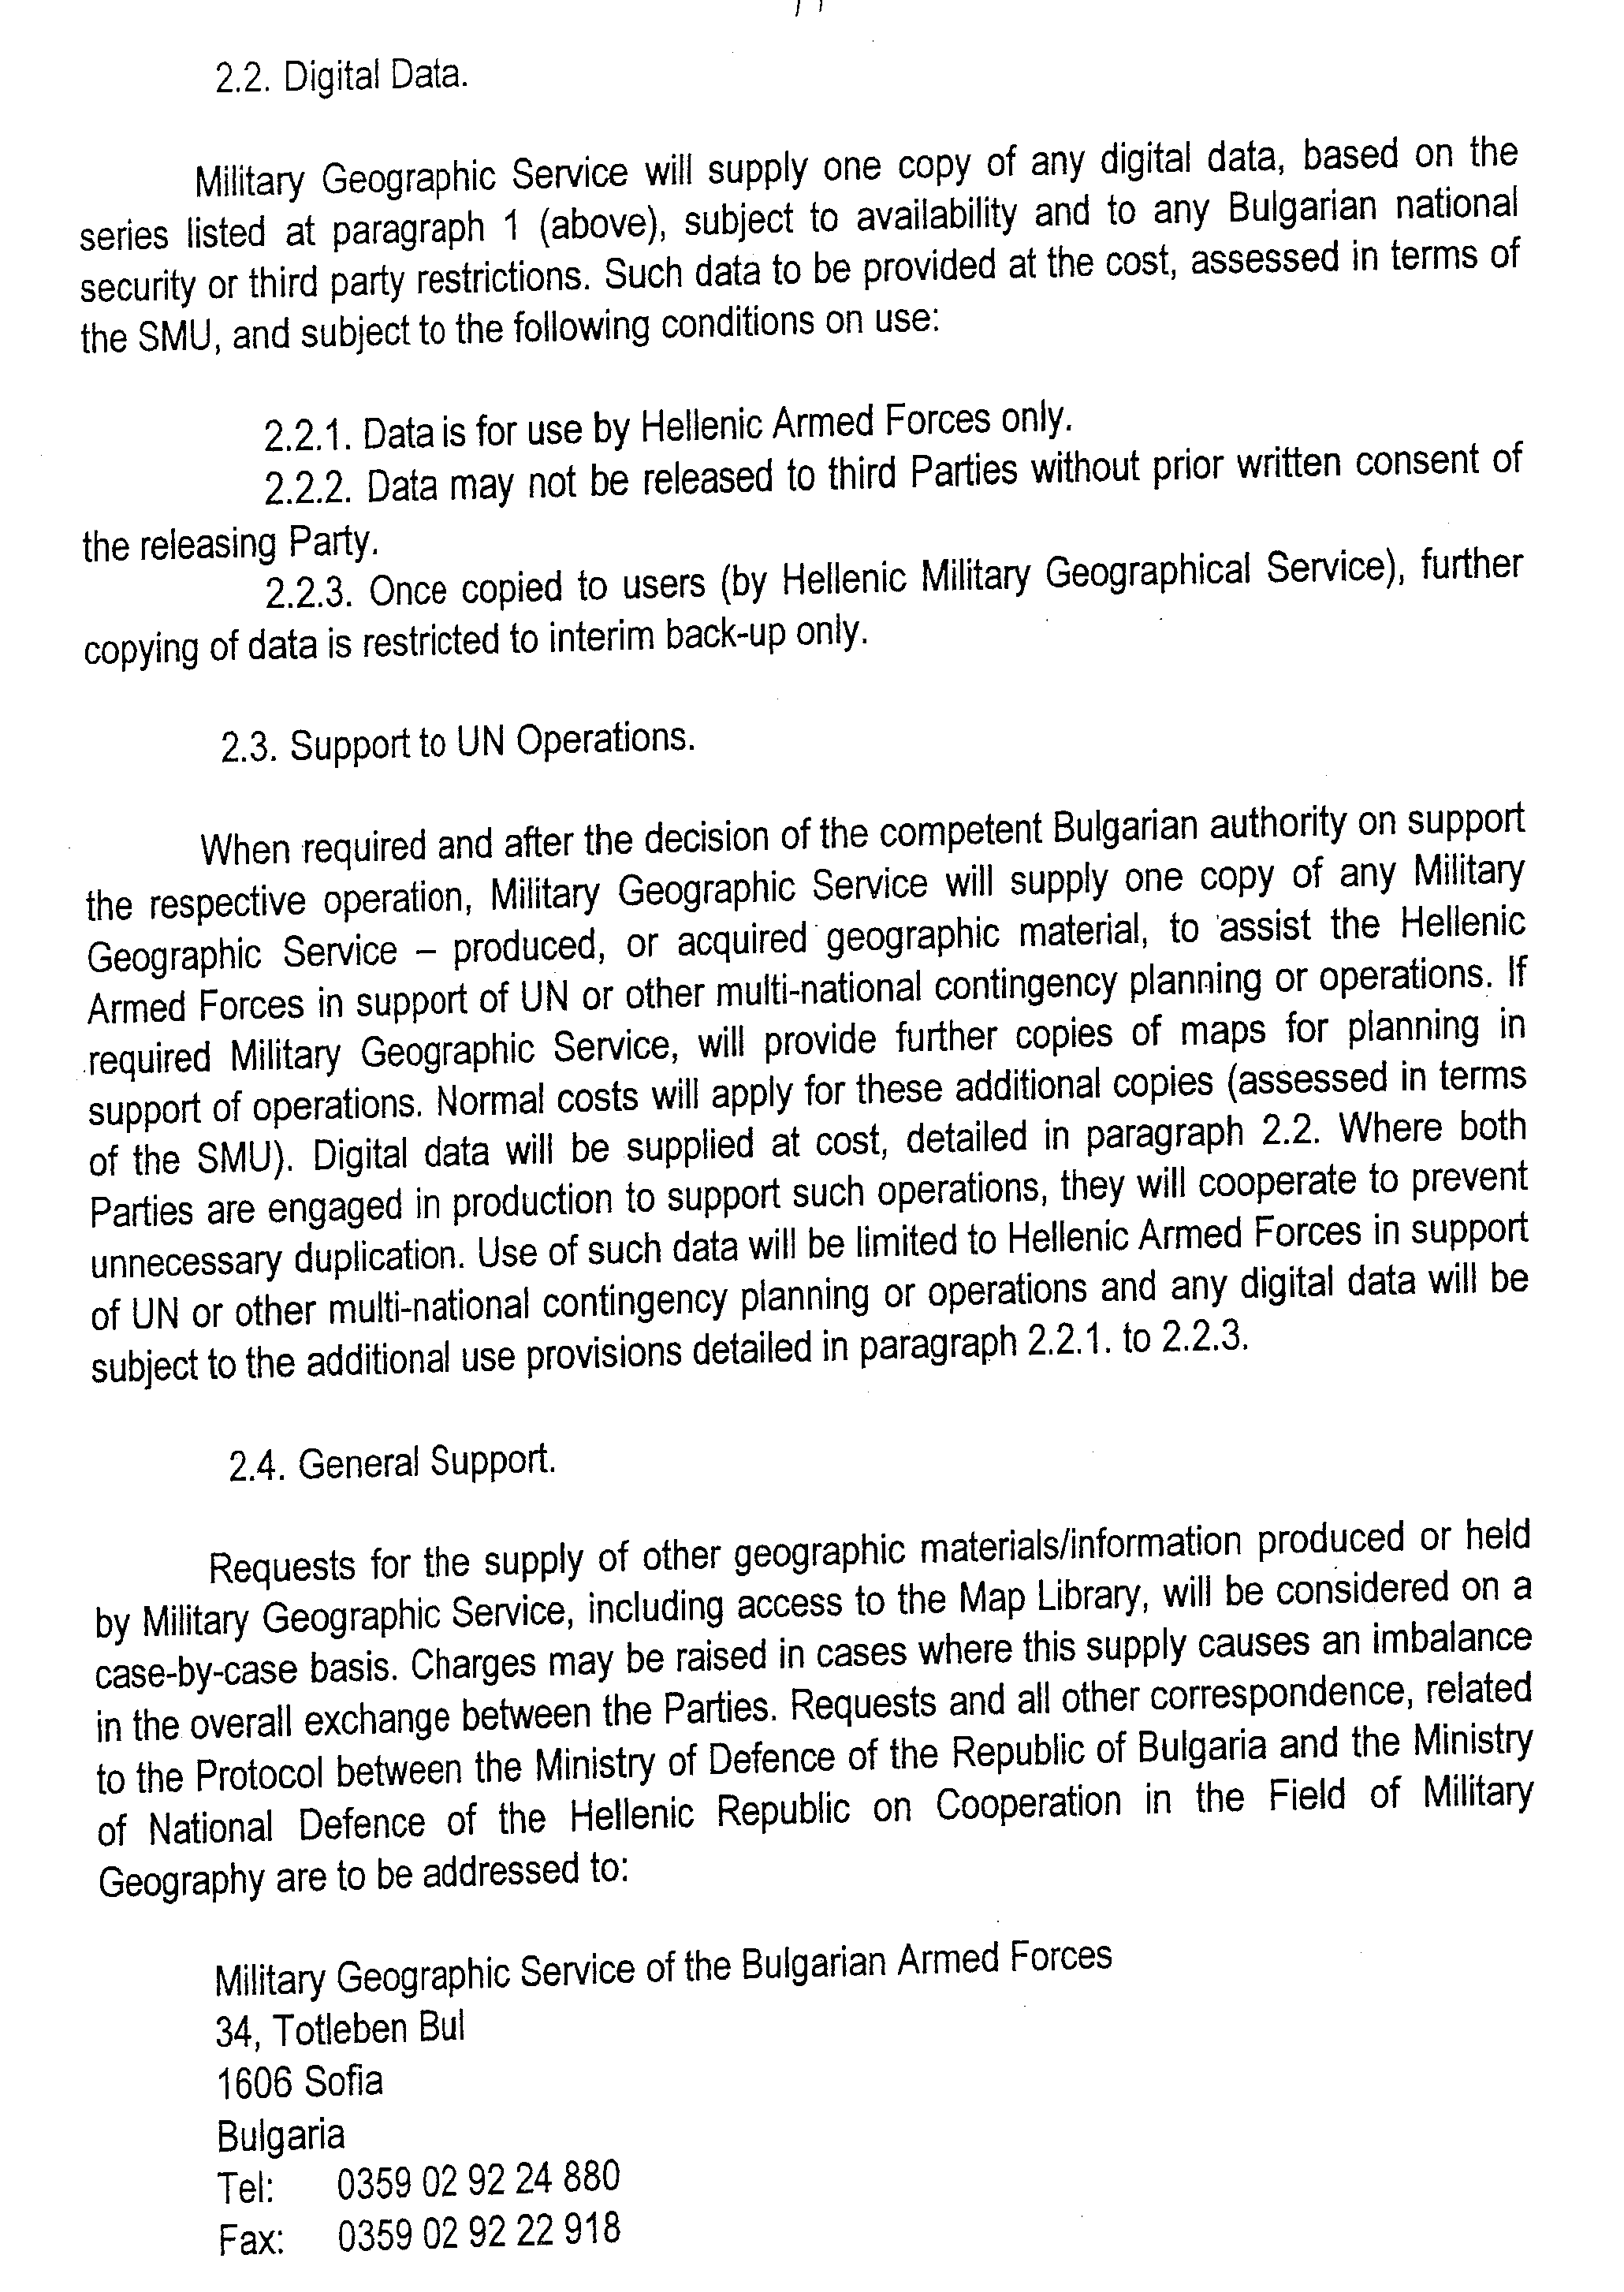 2.2. Digital Data.
Military Geographic Service will supply one copy of any digital data, based on the
series listed at paragraph 1 (above), subject to availability and to any Bulgarian national
security or third party restrictions. Such data to be provided at the cost, assessed in terms of
the SMU, and subject to the following conditions on use:
2.2.1. Data is for use by Hellenic Armed Forces only.
2.2.2. Data may not be released to third Parties without prior written consent of
the releasing Party.
2.2.3. Once copied to users (by Hellenic Military Geographical Service), further
copying of data is restricted to interim back-up only.
2.3. Support to UN Operations.
When required and after the decision of the competent Bulgarian authority on support
the respective operation, Military Geographic Service will supply one copy of any Military
Geographic Service – produced, or acquired geographic material, to assist the Hellenic
Armed Forces in support of UN or other multi-national contingency planning or operations. If
required Military Geographic Service, will provide further copies of maps for planning in
support of operations. Normal costs will apply for these additional copies (assessed in terms
of the SMU). Digital data will be supplied at cost, detailed in paragraph 2.2. Where both
Parties are engaged in production to support such operations, they will cooperate to prevent
unnecessary duplication. Use of such data will be limited to Hellenic Armed Forces in support
of UN or other multi-national contingency planning or operations and any digital data will be
subject to the additional use provisions detailed in paragraph 2.2.1. to 2.2.3.
2.4. General Support.
Requests for the supply of other geographic materials/information produced or held
by Military Geographic Service, including access to the Map Library, will be considered on a
case-by-case basis. Charges may be raised in cases where this supply causes an imbalance
in the overall exchange between the Parties. Requests and all other correspondence, related
to the Protocol between the Ministry of Defence of the Republic of Bulgaria and the Ministry
of National Defence of the Hellenic Republic on Cooperation in the Field of Military
Geography are to be addressed to:
Military Geographic Service of the Bulgarian Armed Forces
34, Totleben Bul
1606 Sofia
Bulgaria
Tel: 0359 02 92 24 880
Fax: 0359 02 92 22 918